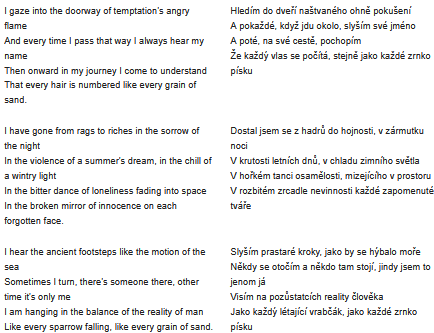 I gaze into the doorway of temptation's angry
flame
And every time I pass that way I always hear my
name
Then onward in my journey I come to understand
That every hair is numbered like every grain of
sand.
I have gone from rags to riches in the sorrow of
the night
In the violence of a summer's dream, in the chill of
a wintry light
In the bitter dance of loneliness fading into space
In the broken mirror of innocence on each
forgotten face.
I hear the ancient footsteps like the motion of the
sea
Sometimes I turn, there's someone there, other
time it's only me
I am hanging in the balance of the reality of man
Like every sparrow falling, like every grain of sand.
Hledím do dveří naštvaného ohně pokušení
A pokaždé, když jdu okolo, slyším své jméno
A poté, na své cestě, pochopím
Že každý vlas se počítá, stejně jako každé zrnko
písku
Dostal jsem se z hadrů do hojnosti, v zármutku
noci
V krutosti letních dnů, v chladu zimního světla
V hořkém tanci osamělosti, mizejícího v prostoru
V rozbitém zrcadle nevinnosti každé zapomenuté
tváře
Slyším prastaré kroky, jako by se hýbalo moře
Někdy se otočím a někdo tam stojí, jindy jsem to
jenom já
Visím na pozůstatcích reality člověka
Jako každý létající vrabčák, jako každé zrnko
písku